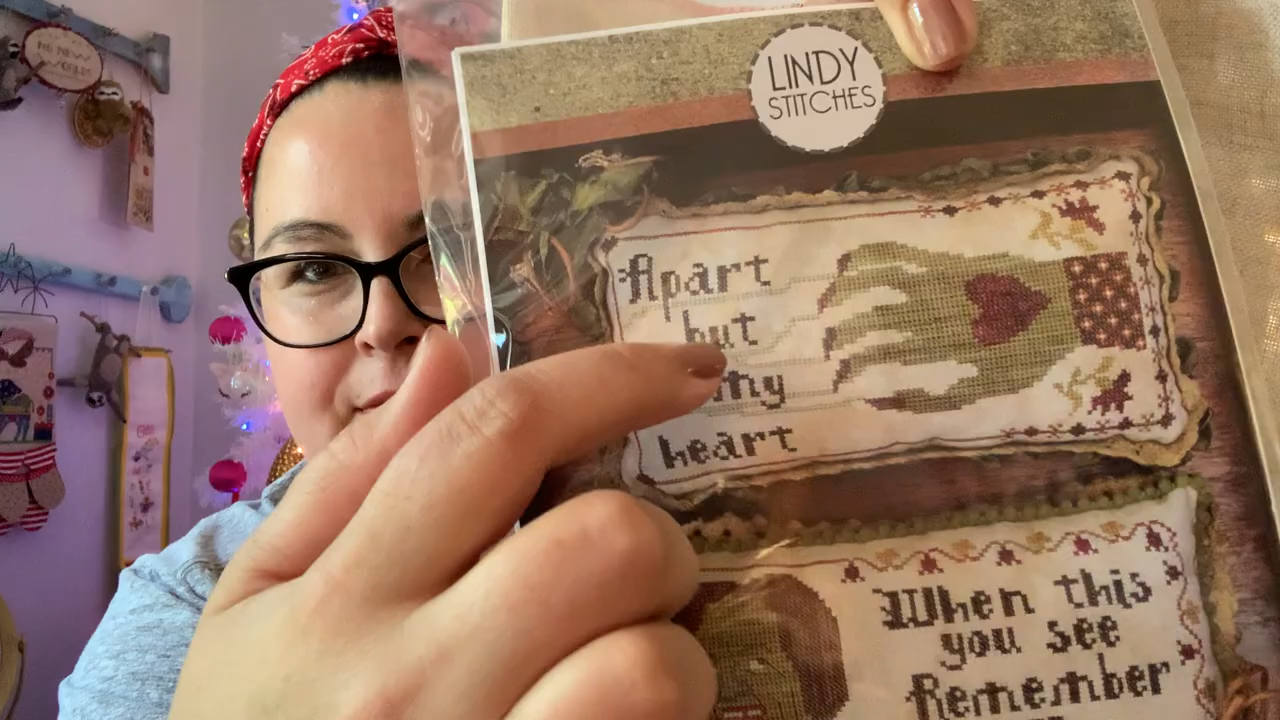 LINDY
STITCHES
Apart
but
heart
When this
you see
Remember